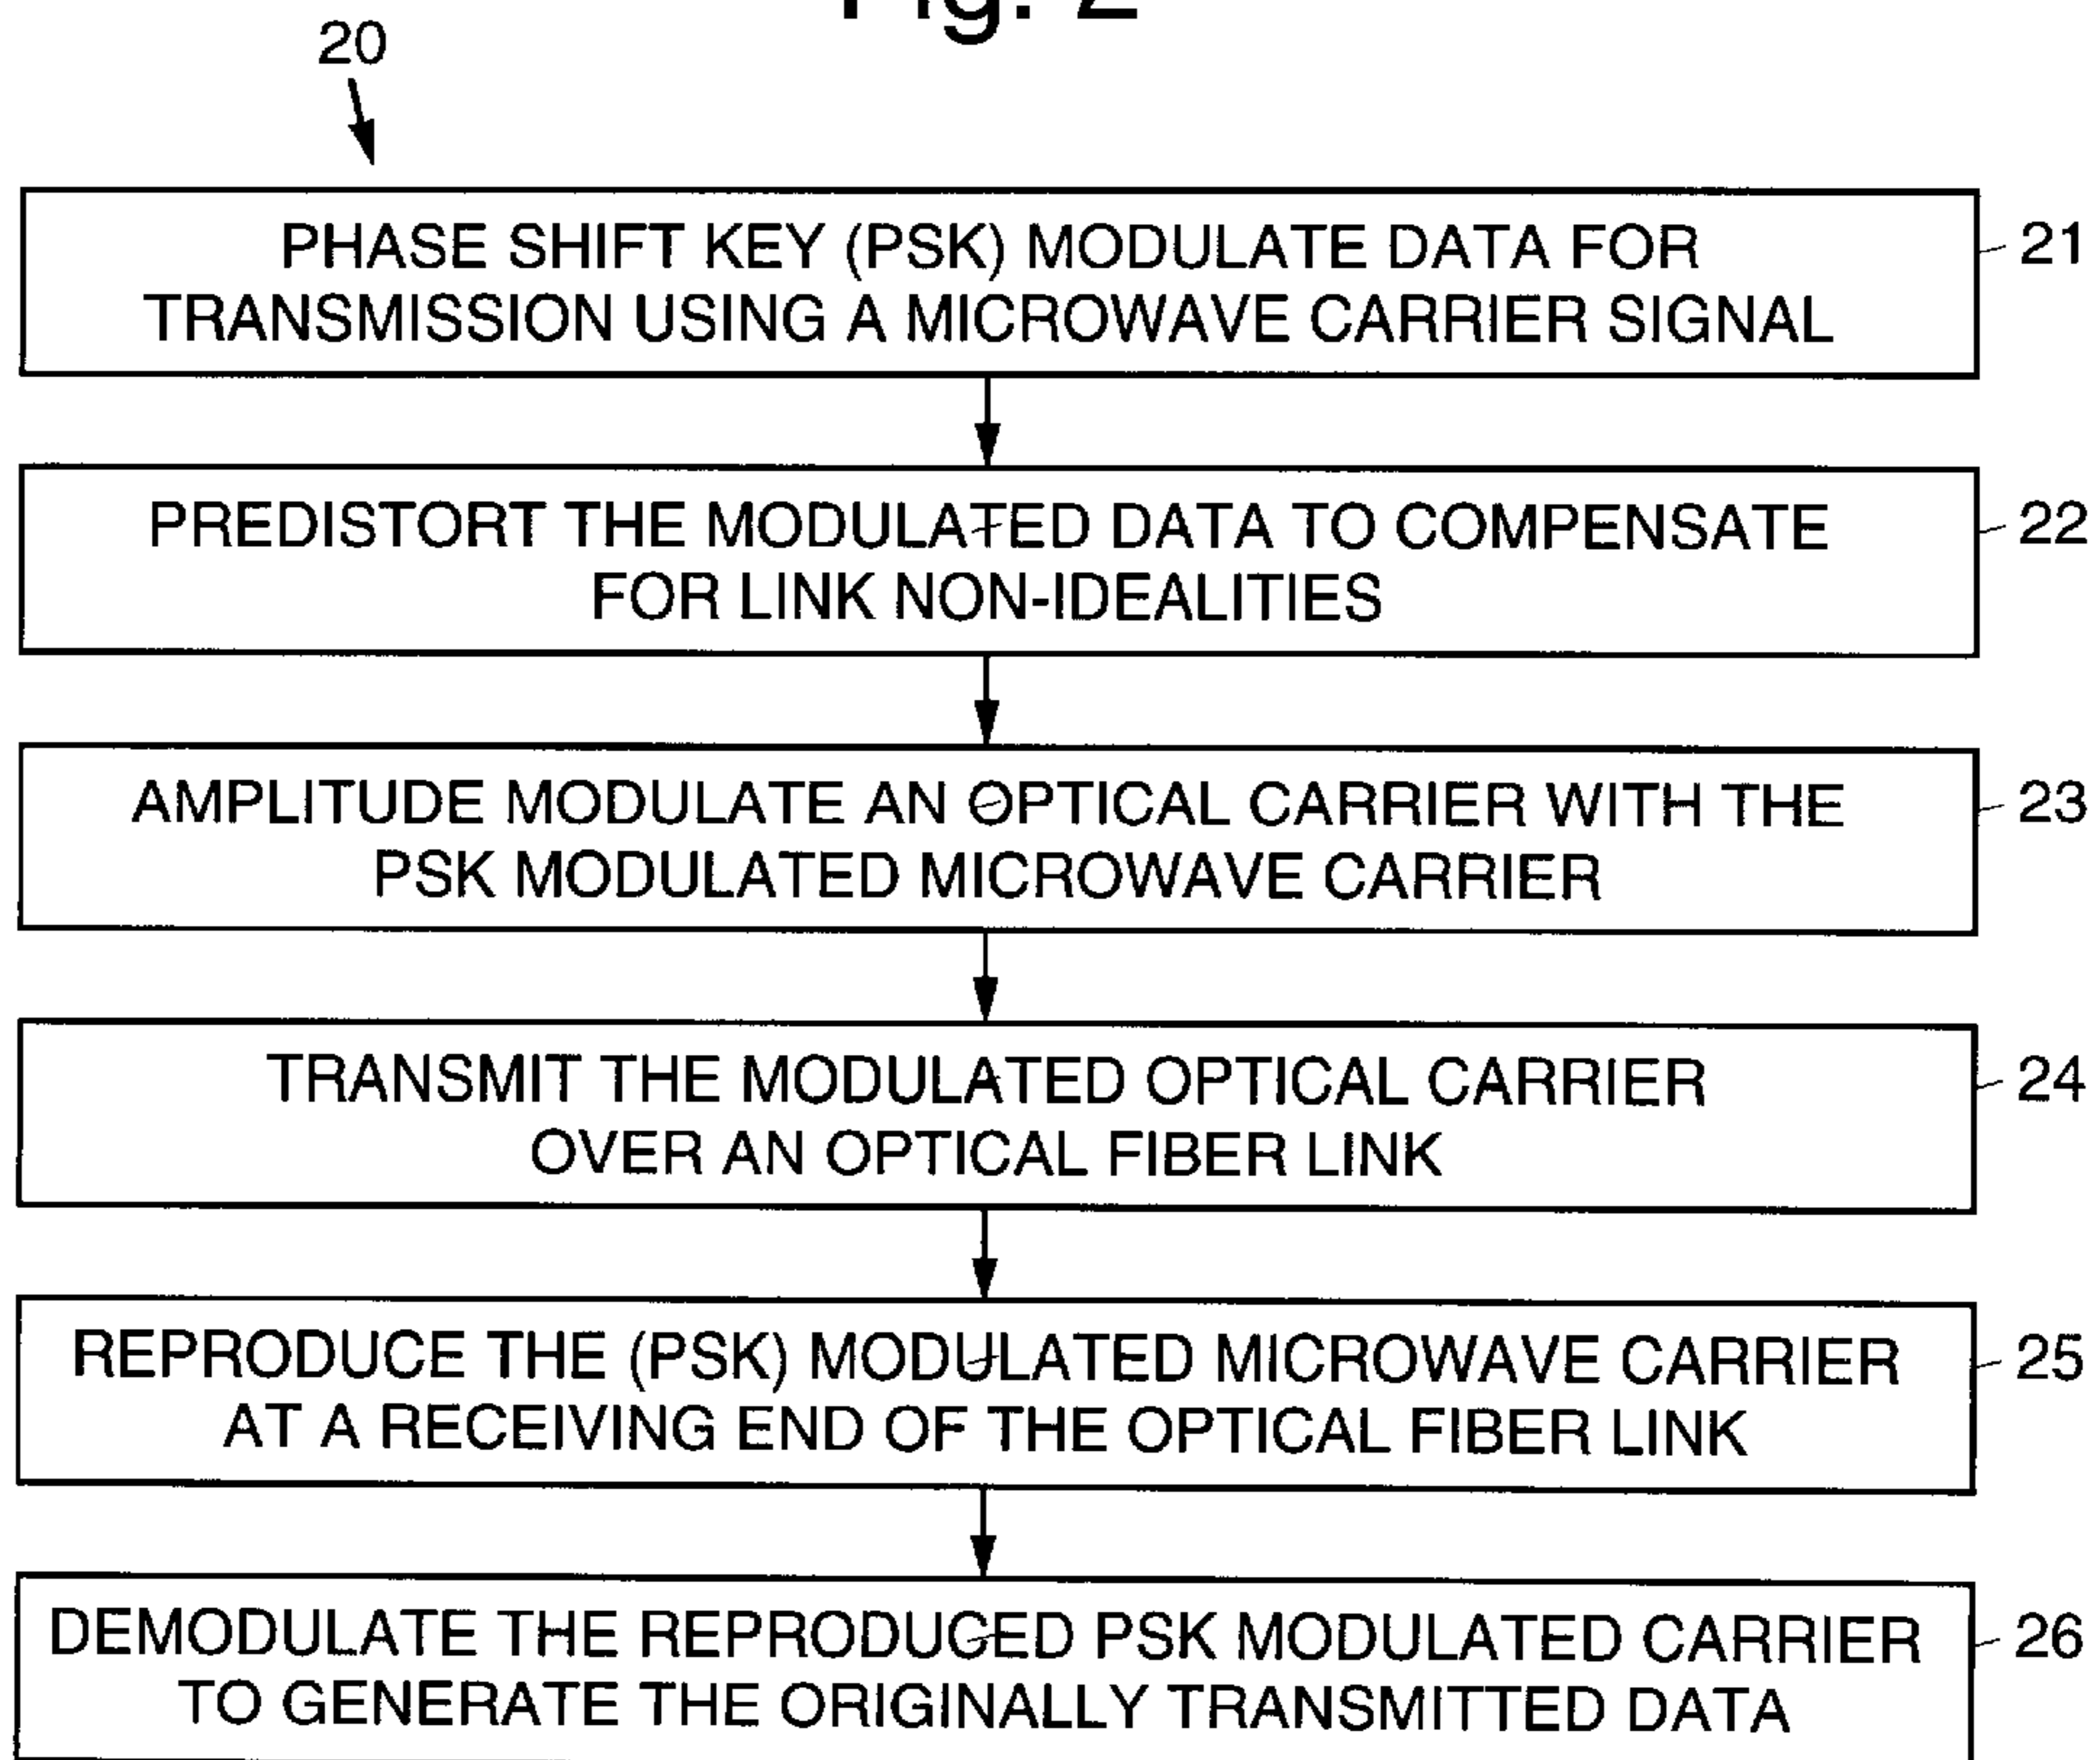 Fig. 2
20
PHASE SHIFT KEY (PSK) MODULATE DATA FOR
TRANSMISSION USING A MICROWAVE CARRIER SIGNAL
21
PREDISTORT THE MODULATED DATA TO COMPENSATE
FOR LINK NON-IDEALITIES
22
AMPLITUDE MODULATE AN OPTICAL CARRIER WITH THE
PSK MODULATED MICROWAVE CARRIER
23
TRANSMIT THE MODULATED OPTICAL CARRIER
OVER AN OPTICAL FIBER LINK
24
REPRODUCE THE (PSK) MODULATED MICROWAVE CARRIER
AT A RECEIVING END OF THE OPTICAL FIBER LINK
25
DEMODULATE THE REPRODUCED PSK MODULATED CARRIER
TO GENERATE THE ORIGINALLY TRANSMITTED DATA
26